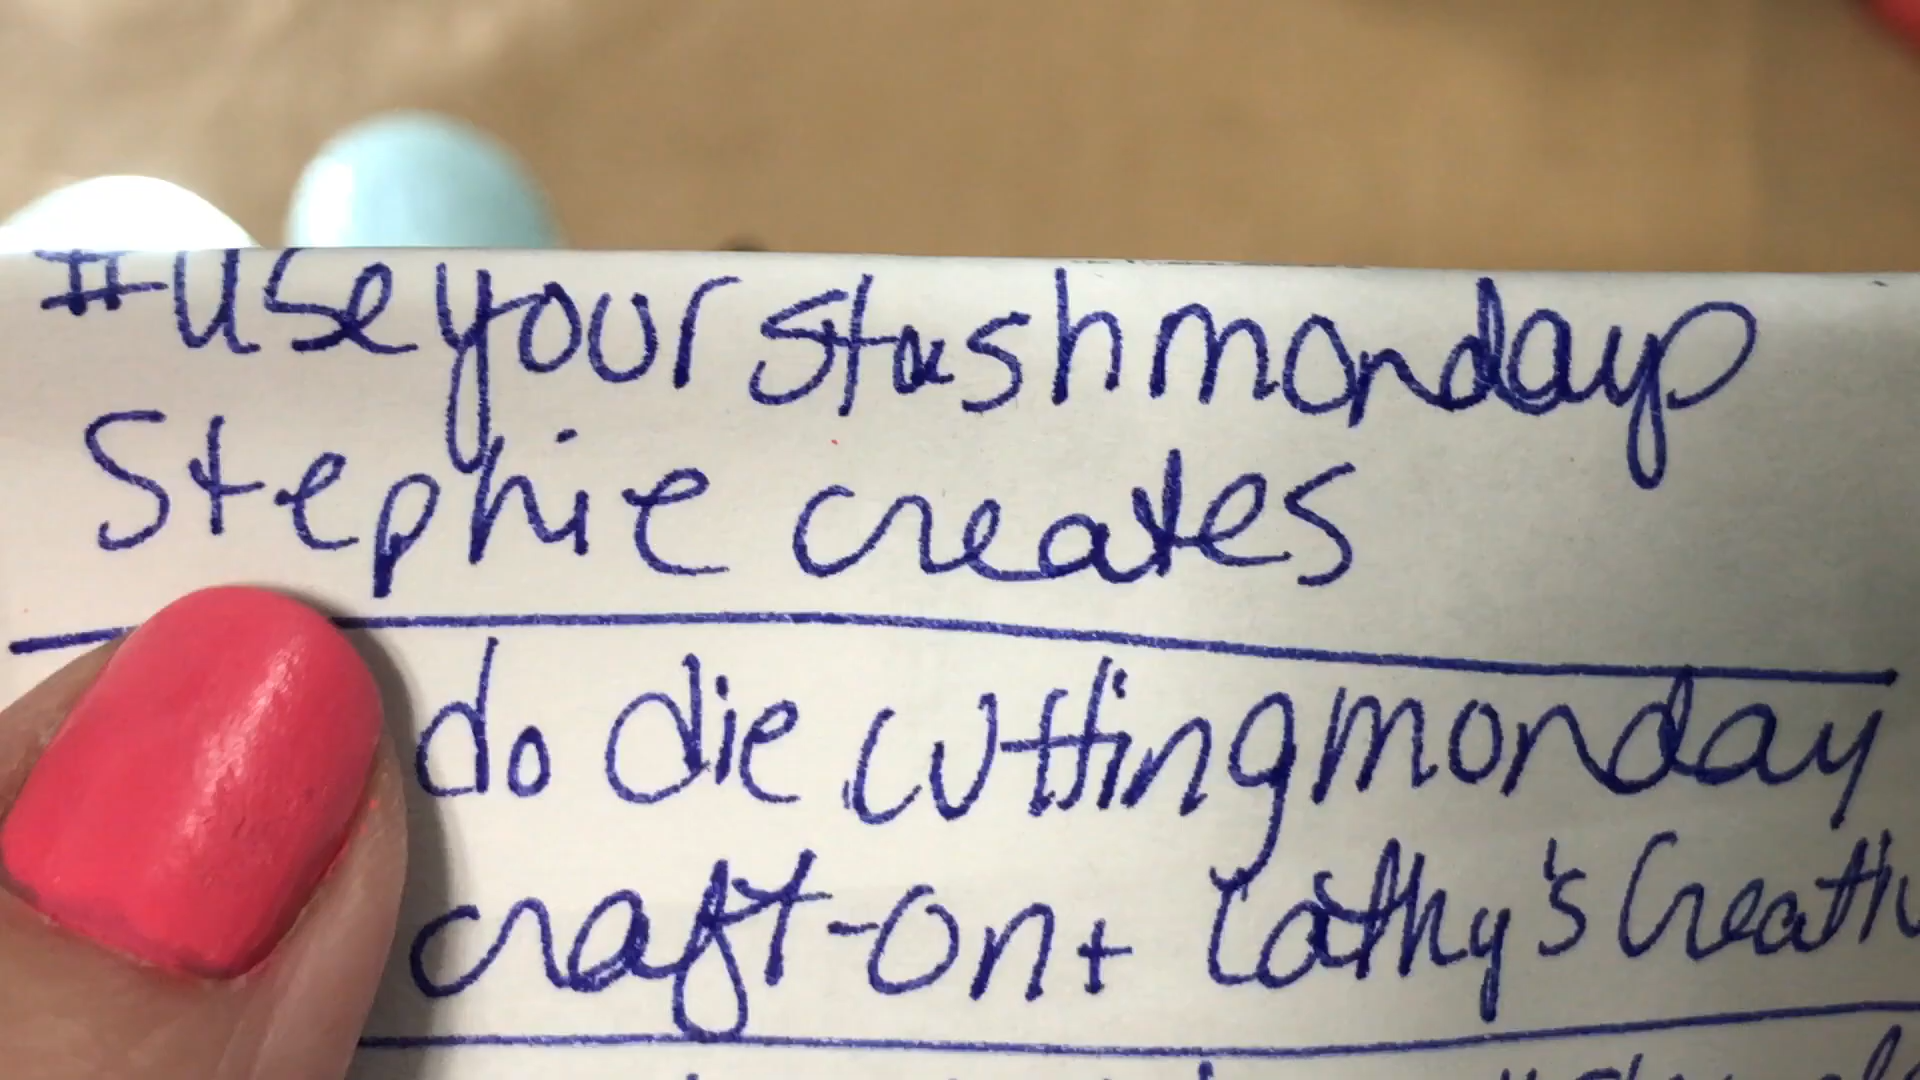 #useyourstashmonday
Stephie creates
do die cuttingmonday
craft-on + Cathy's